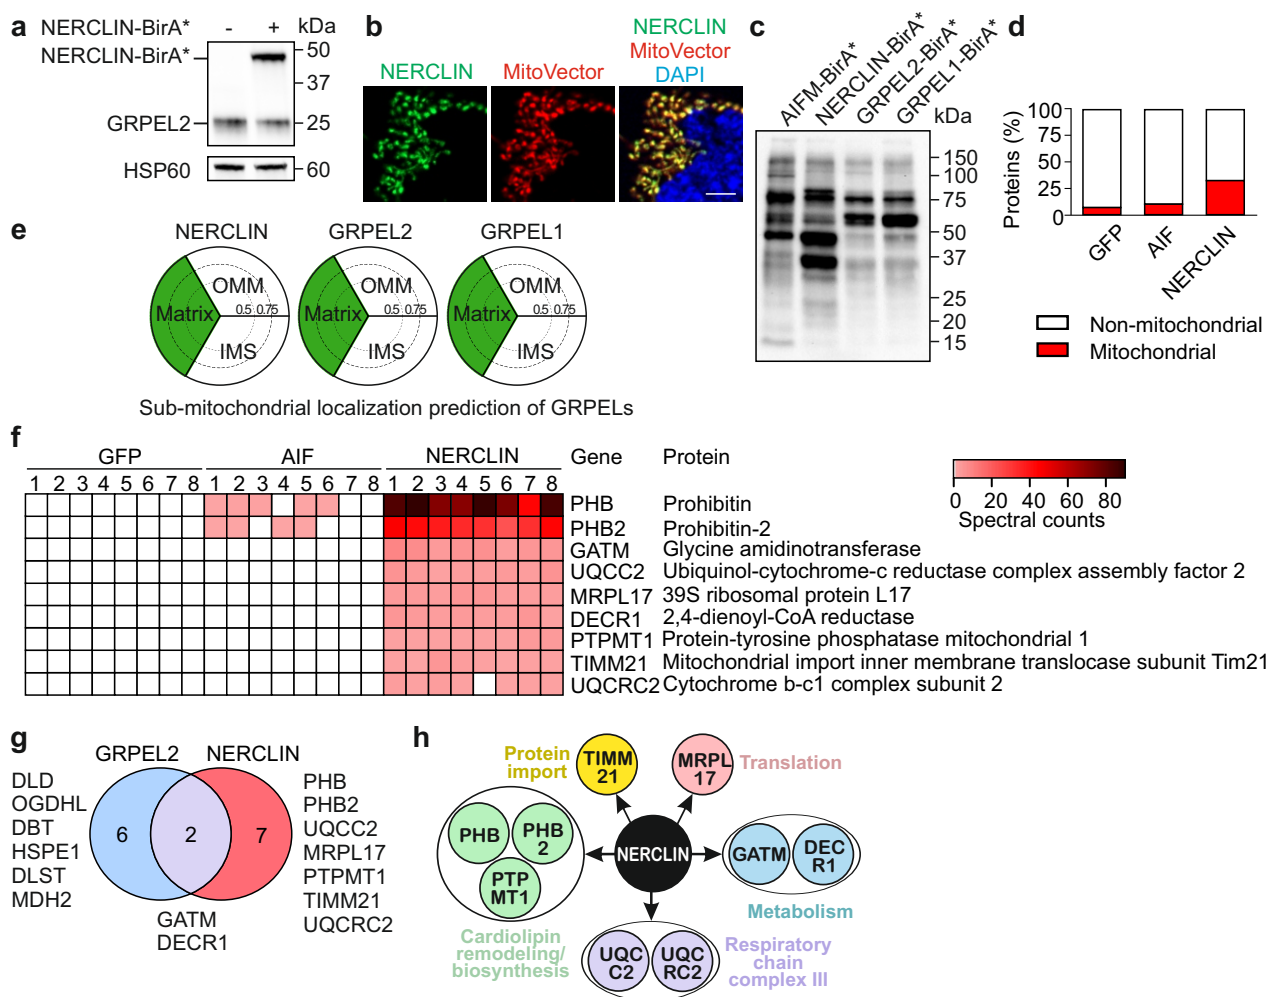 a
NERCLIN-BirA*
-
+
kDa
NERCLIN-BirA*
50
37
GRPEL2
25
HSP60
60
b
NERCLIN
MitoVector
NERCLIN
MitoVector
DAPI
c
AIFM-BirA*
NERCLIN-BirA*
GRPEL2-BirA*
GRPEL1-BirA*
kDa
150
100
75
50
37
25
20
15
d
Proteins (%)
100
75
50
25
0
GFP
AIF
NERCLIN
Non-mitochondrial
Mitochondrial
e
NERCLIN
GRPEL2
GRPEL1
OMM
Matrix
0.5 0.75
IMS
OMM
Matrix
0.5 0.75
IMS
OMM
Matrix
0.5 0.75
IMS
Sub-mitochondrial localization prediction of GRPELs
f
GFP
AIF
NERCLIN
Gene
Protein
1 2 3 4 5 6 7 8 1 2 3 4 5 6 7 8 1 2 3 4 5 6 7 8
PHB Prohibitin
PHB2 Prohibitin-2
GATM Glycine amidinotransferase
UQCC2 Ubiquinol-cytochrome-c reductase complex assembly factor 2
MRPL17 39S ribosomal protein L17
DECR1 2,4-dienoyl-CoA reductase
PTPMT1 Protein-tyrosine phosphatase mitochondrial 1
TIMM21 Mitochondrial import inner membrane translocase subunit Tim21
UQCRC2 Cytochrome b-c1 complex subunit 2
0 20 40 60 80
Spectral counts
g
GRPEL2
NERCLIN
DLD
OGDHL
DBT
HSPE1
DLST
MDH2
6
2
7
PHB
PHB2
UQCC2
MRPL17
PTPMT1
TIMM21
UQCRC2
GATM
DECR1
h
Protein
import
TIMM
21
MRPL
17
Translation
PHB
PHB
2
PTP
MT1
NERCLIN
GATM
DEC
R1
Metabolism
Cardiolipin
remodeling/
biosynthesis
UQC
C2
UQC
RC2
Respiratory
chain
complex III